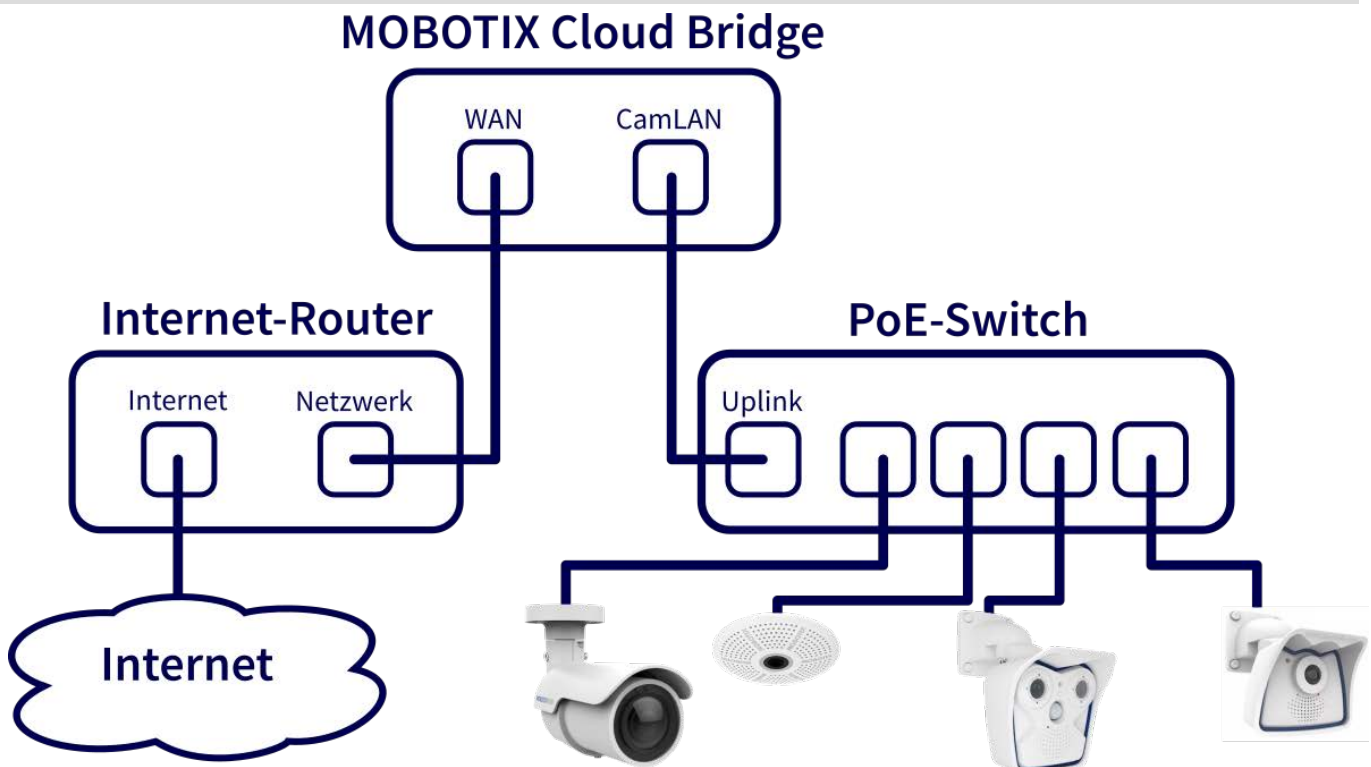 MOBOTIX Cloud Bridge
WAN CamLAN
Internet-Router
PoE-Switch
Internet Netzwerk
Uplink
Internet